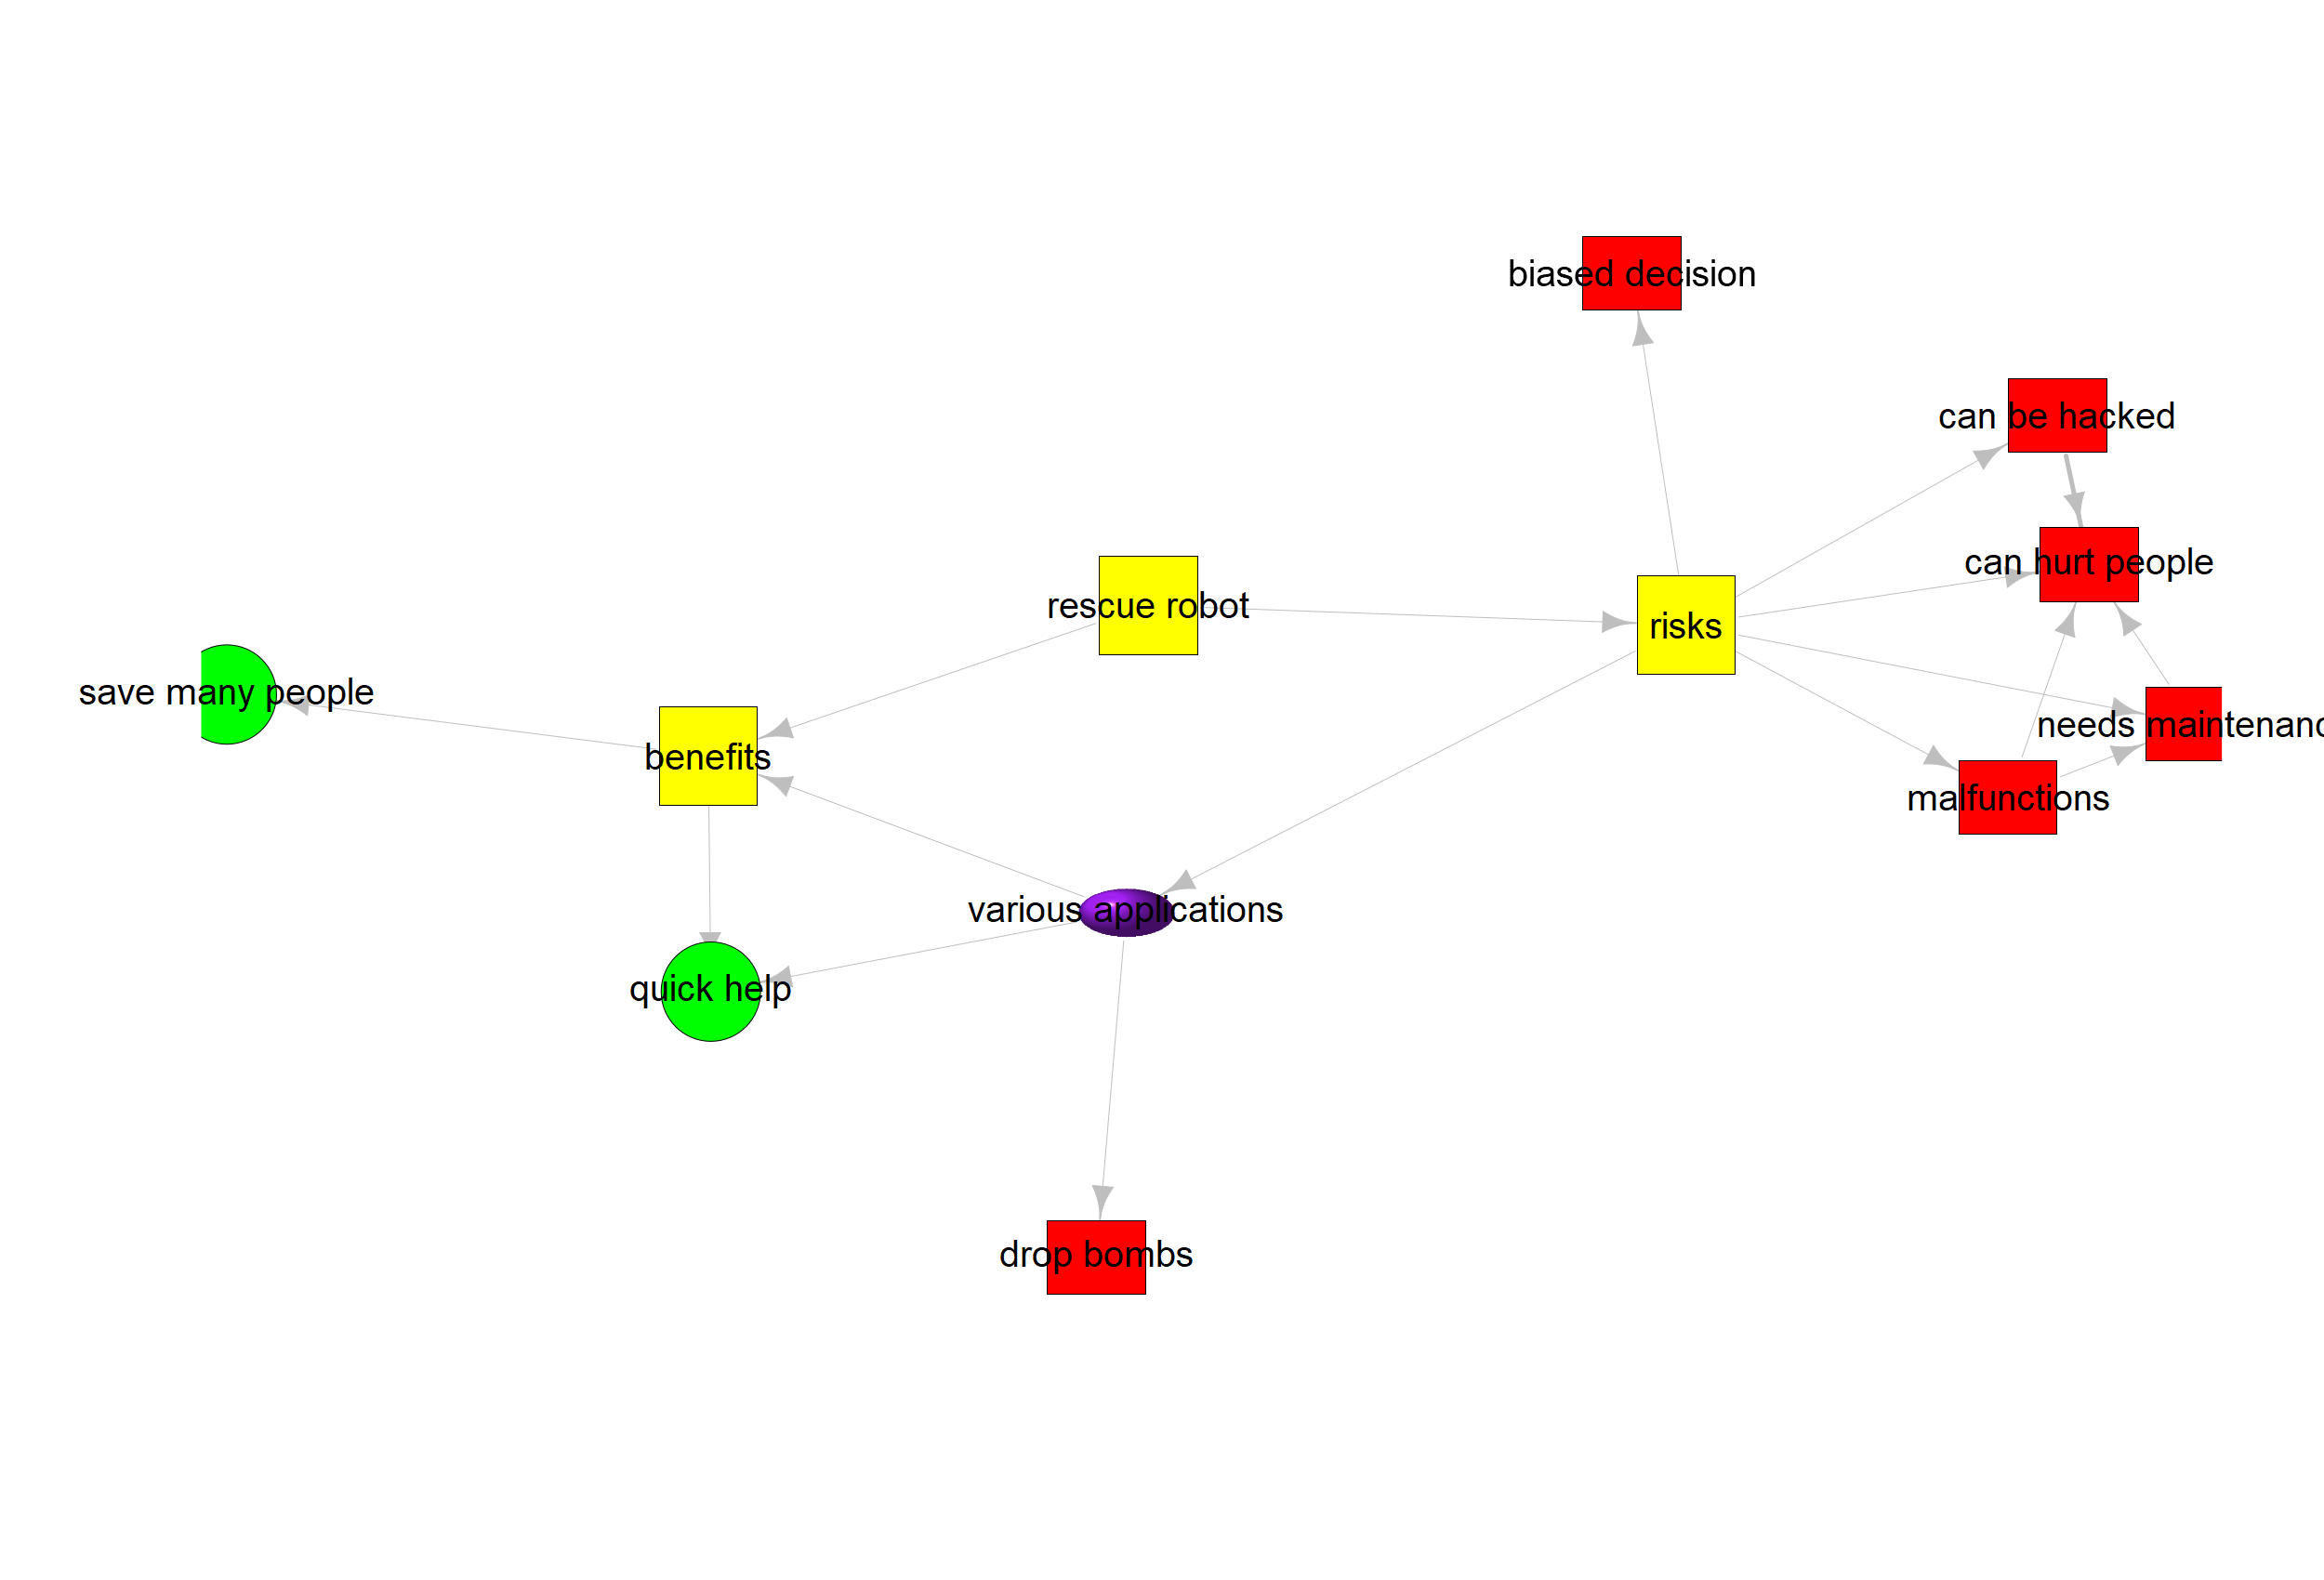 biased decision
can be hacked
can hurt people
rescue robot
risks
save many people
needs maintenanc
benefits
malfunctions
various applications
quick help
drop bombs